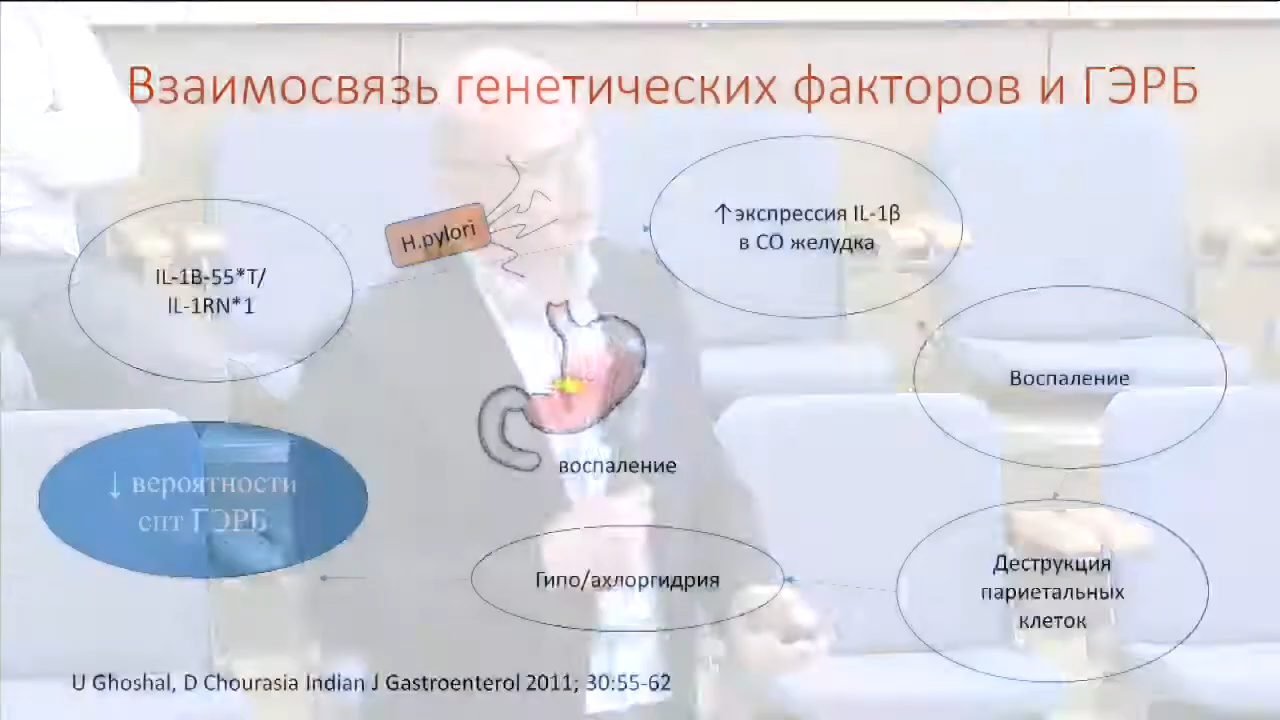 Взаимосвязь генетических факторов и ГЭРБ
H.pylori
↑экспрессия IL-1β
в СО желудка
IL-1B-55*T/
IL-1RN*1
Воспаление
воспаление
↓ вероятности
спт ГЭРБ
Гипо/ахлоргидрия
Деструкция
париетальных
клеток
U Ghoshal, D Chourasia Indian J Gastroenterol 2011; 30:55-62